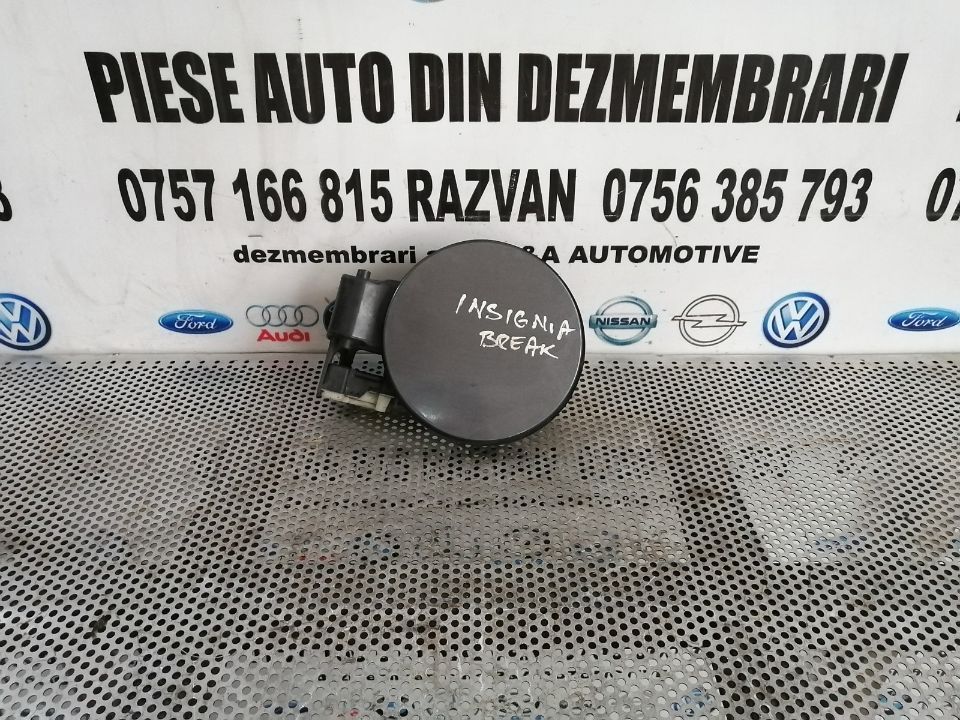 PIESE AUTO DIN DEZMEMBRARI
0757 166 815 RAZVAN 0756 385 793
dezmembrari &A AUTOMOTIVE
Ford
Audi
NISSAN
Ford
INSIGNIA
BREAK